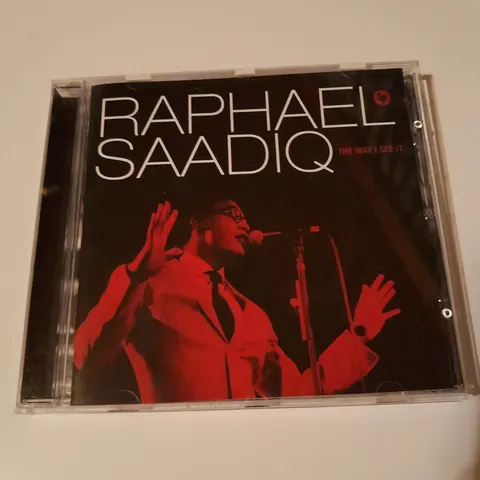 RAPHAEL
SAADIQ
THE WAY I SEE IT